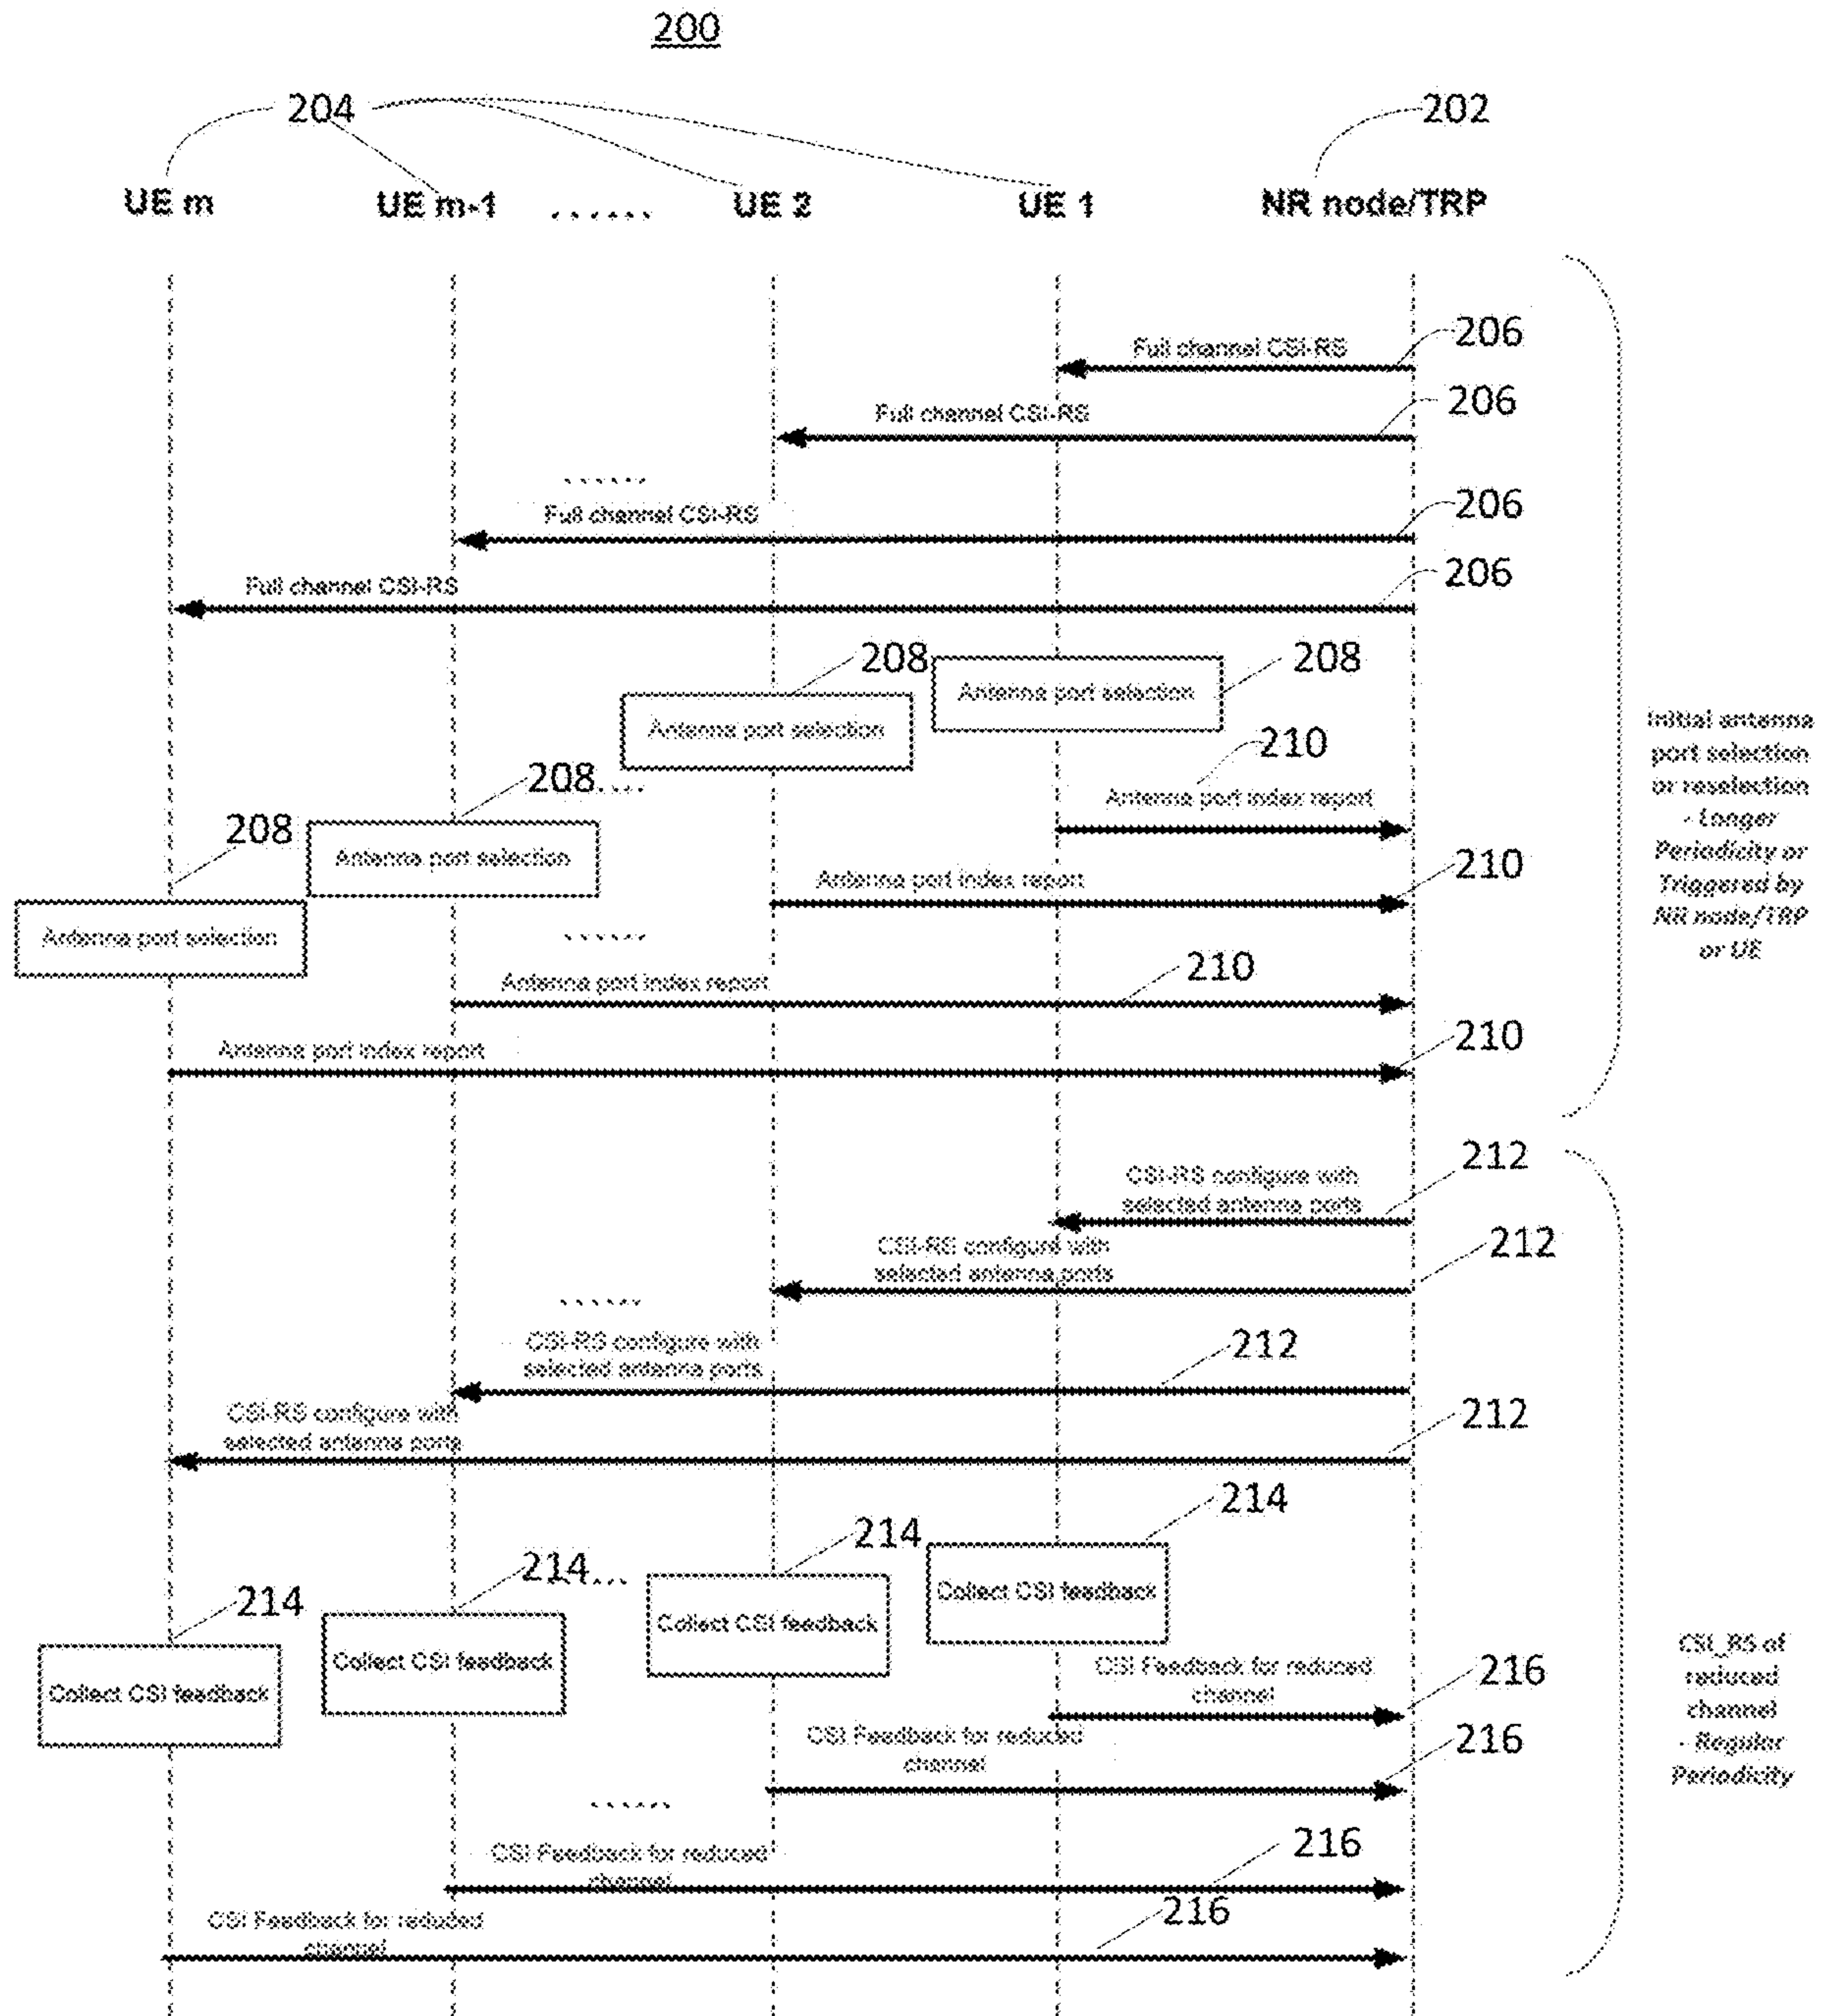 200
204
202
UE m
UE m-1
......
UE 2
UE 1
NR node/TRP
Full channel CSI-RS
206
Full channel CSI-RS
206
......
Full channel CSI-RS
206
Full channel CSI-RS
206
208
Antenna port selection
208
Antenna port selection
208
......
Antenna port selection
208
Antenna port selection
210
Antenna port index report
210
Antenna port index report
......
210
Antenna port index report
210
Antenna port index report
Initial antenna
port selection
or reselection
- Longer
Periodicity or
Triggered by
NR node/TRP
or UE
212
CSI-RS configure with
selected antenna ports
212
CSI-RS configure with
selected antenna ports
......
212
CSI-RS configure with
selected antenna ports
212
CSI-RS configure with
selected antenna ports
214
Collect CSI feedback
214
Collect CSI feedback
214
......
Collect CSI feedback
214
Collect CSI feedback
216
CSI Feedback for reduced
channel
216
CSI Feedback for reduced
channel
......
216
CSI Feedback for reduced
channel
216
CSI Feedback for reduced
channel
CSI_RS of
reduced
channel
- Regular
Periodicity